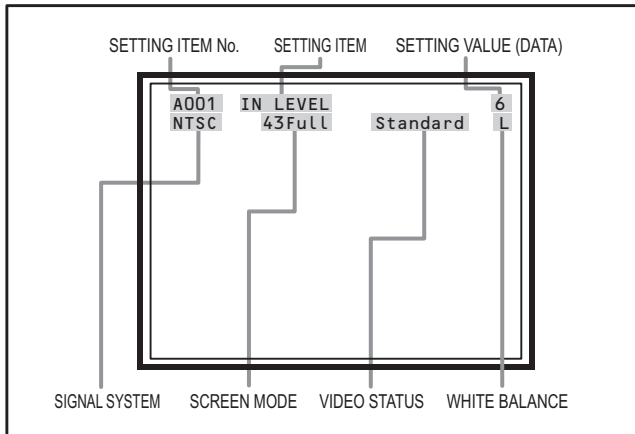 SETTING ITEM No. SETTING ITEM SETTING VALUE (DATA)
A001 IN LEVEL 6
NTSC 43Full Standard L
SIGNAL SYSTEM SCREEN MODE VIDEO STATUS WHITE BALANCE